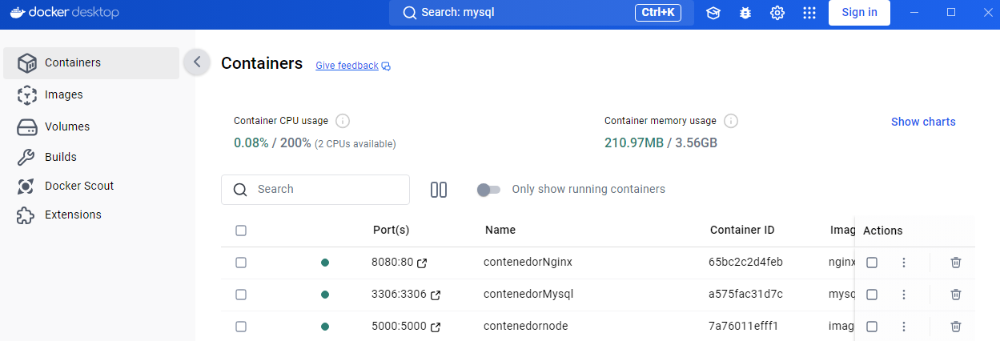 docker desktop
Search: mysql
Ctrl+K
Sign in
Containers
Images
Volumes
Builds
Docker Scout
Extensions
Containers
Give feedback
Container CPU usage
0.08% / 200% (2 CPUs available)
Container memory usage
210.97MB / 3.56GB
Show charts
Search
Only show running containers
Port(s) Name Container ID Imag Actions
8080:80 contenedorNginx 65bc2c2d4feb nginx
3306:3306 contenedorMysql a575fac31d7c mysq
5000:5000 contenedornode 7a76011efff1 imag